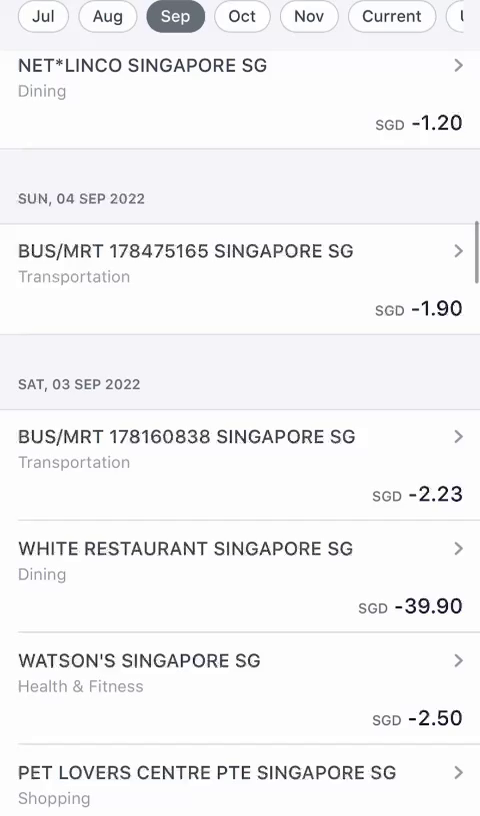 Jul Aug Sep Oct Nov Current
NET*LINCO SINGAPORE SG
Dining
SGD -1.20
SUN, 04 SEP 2022
BUS/MRT 178475165 SINGAPORE SG
Transportation
SGD -1.90
SAT, 03 SEP 2022
BUS/MRT 178160838 SINGAPORE SG
Transportation
SGD -2.23
WHITE RESTAURANT SINGAPORE SG
Dining
SGD -39.90
WATSON'S SINGAPORE SG
Health & Fitness
SGD -2.50
PET LOVERS CENTRE PTE SINGAPORE SG
Shopping